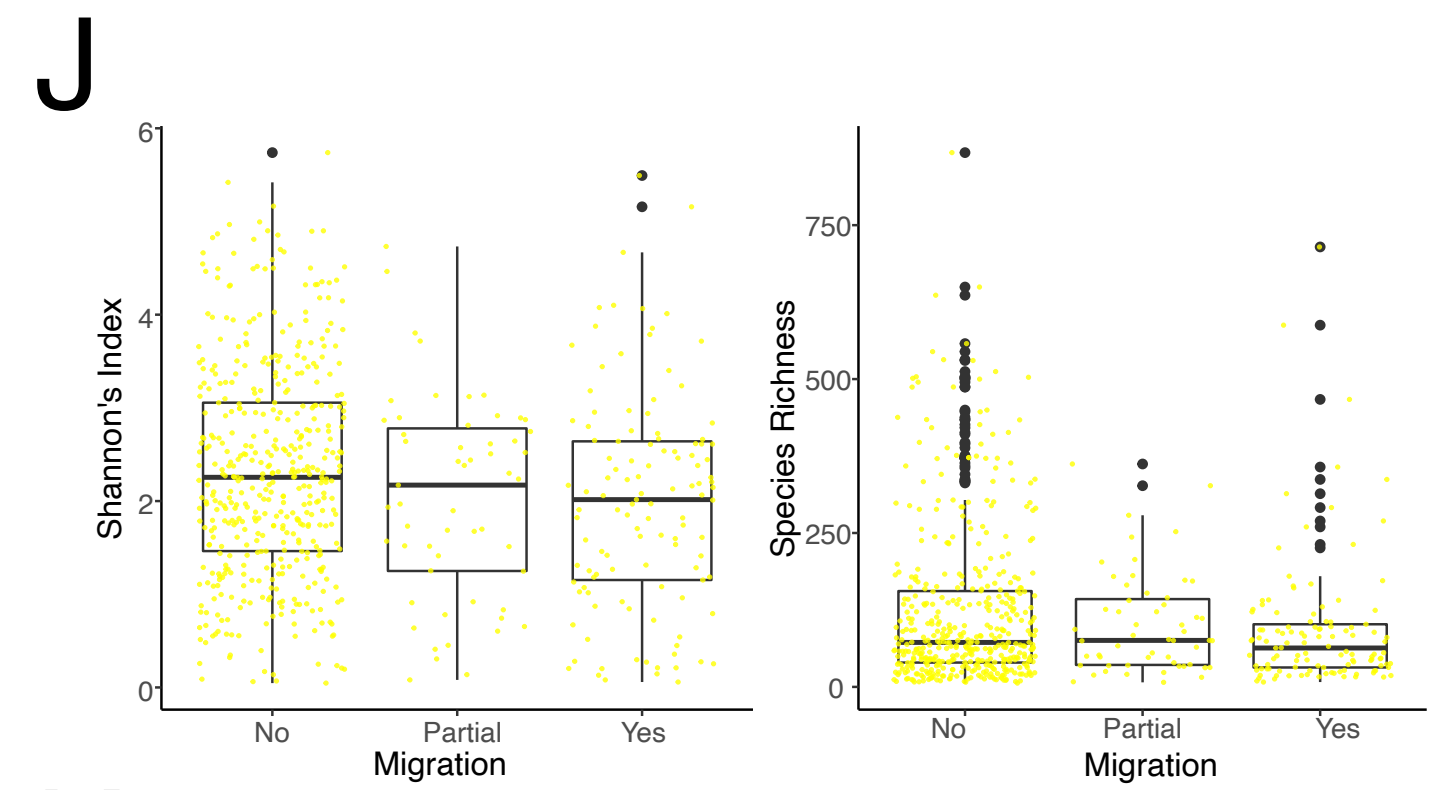 J
Shannon's Index
6
4
2
0
No Partial Yes
Migration
Species Richness
750
500
250
0
No Partial Yes
Migration